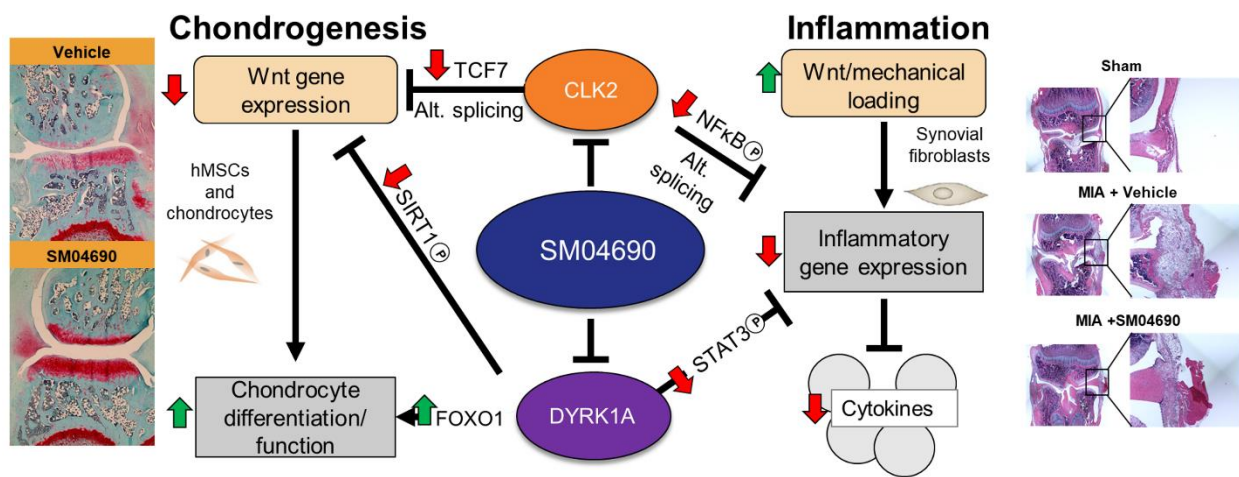 Chondrogenesis
Inflammation
Vehicle
SM04690
Wnt gene
expression
TCF7
Alt. splicing
CLK2
NFκB P
Alt.
splicing
Wnt/mechanical
loading
Synovial
fibroblasts
hMSCs
and
chondrocytes
SIRT1 P
SM04690
Inflammatory
gene expression
STAT3 P
Chondrocyte
differentiation/
function
FOXO1
DYRK1A
Cytokines
Sham
MIA + Vehicle
MIA +SM04690